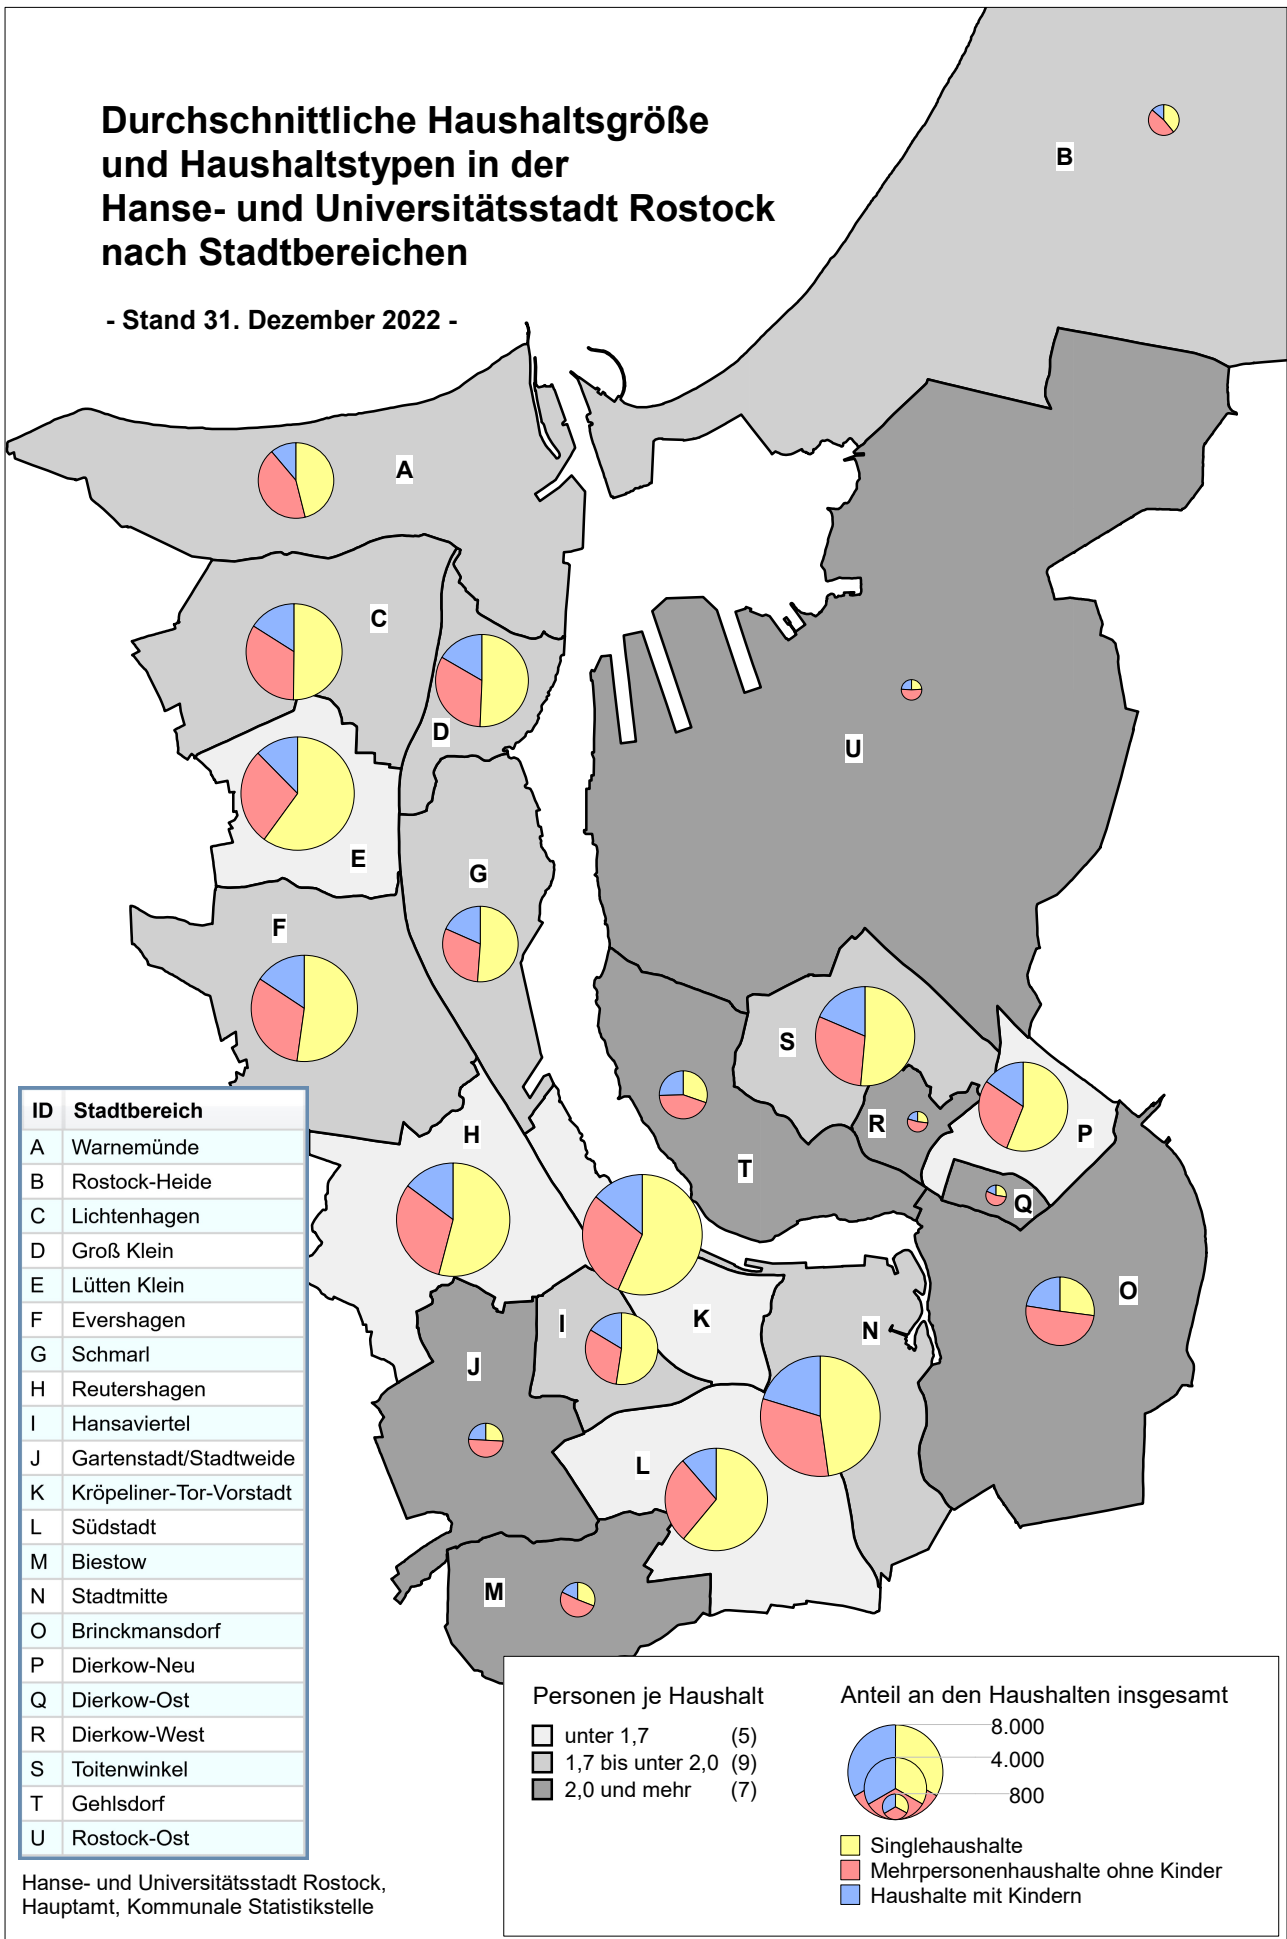 Durchschnittliche Haushaltsgröße
und Haushaltstypen in der
Hanse- und Universitätsstadt Rostock
nach Stadtbereichen
- Stand 31. Dezember 2022 -
B
A
C
D
U
E
G
F
S
R
P
H
T
Q
O
I
K
N
J
L
M
ID Stadtbereich
A Warnemünde
B Rostock-Heide
C Lichtenhagen
D Groß Klein
E Lütten Klein
F Evershagen
G Schmarl
H Reutershagen
I Hansaviertel
J Gartenstadt/Stadtweide
K Kröpeliner-Tor-Vorstadt
L Südstadt
M Biestow
N Stadtmitte
O Brinckmansdorf
P Dierkow-Neu
Q Dierkow-Ost
R Dierkow-West
S Toitenwinkel
T Gehlsdorf
U Rostock-Ost
Hanse- und Universitätsstadt Rostock,
Hauptamt, Kommunale Statistikstelle
Personen je Haushalt
unter 1,7 (5)
1,7 bis unter 2,0 (9)
2,0 und mehr (7)
Anteil an den Haushalten insgesamt
8.000
4.000
800
Singlehaushalte
Mehrpersonenhaushalte ohne Kinder
Haushalte mit Kindern